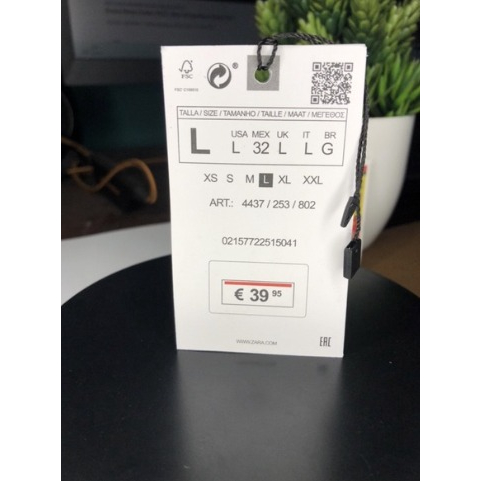 FSC
TALLA / SIZE / TAMANHO / TAILLE / MAAT / ΜΕΓΕΘΟΣ
L
USA MEX UK IT BR
L 32 L L G
XS S M L XL XXL
ART.: 4437 / 253 / 802
02157722515041
€ 39 95
WWW.ZARA.COM
EAC